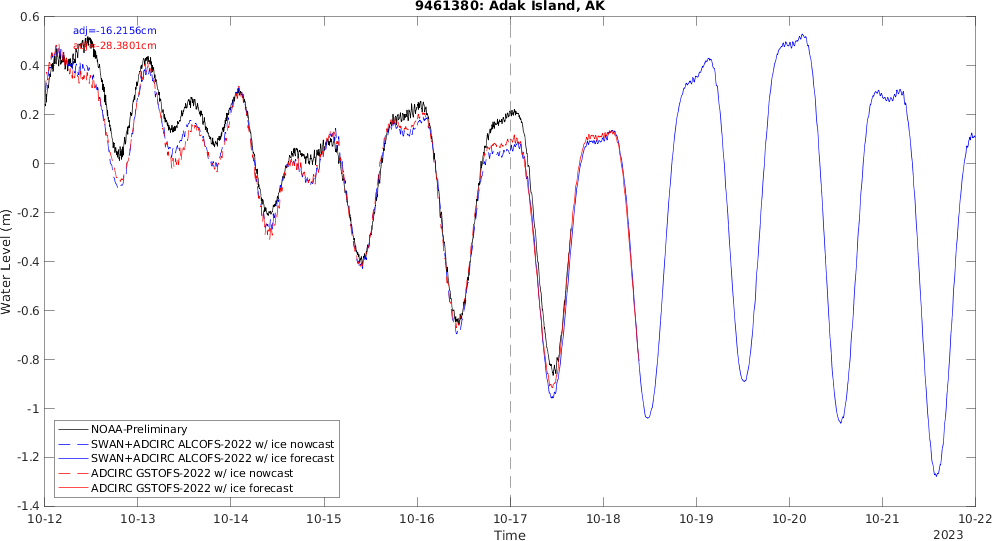 9461380: Adak Island, AK
adj=-16.2156cm
adj=-28.3801cm
0.6
0.4
0.2
0
-0.2
-0.4
-0.6
-0.8
-1
-1.2
-1.4
Water Level (m)
NOAA-Preliminary
SWAN+ADCIRC ALCOFS-2022 w/ ice nowcast
SWAN+ADCIRC ALCOFS-2022 w/ ice forecast
ADCIRC GSTOFS-2022 w/ ice nowcast
ADCIRC GSTOFS-2022 w/ ice forecast
10-12 10-13 10-14 10-15 10-16 10-17 10-18 10-19 10-20 10-21 10-22
Time
2023